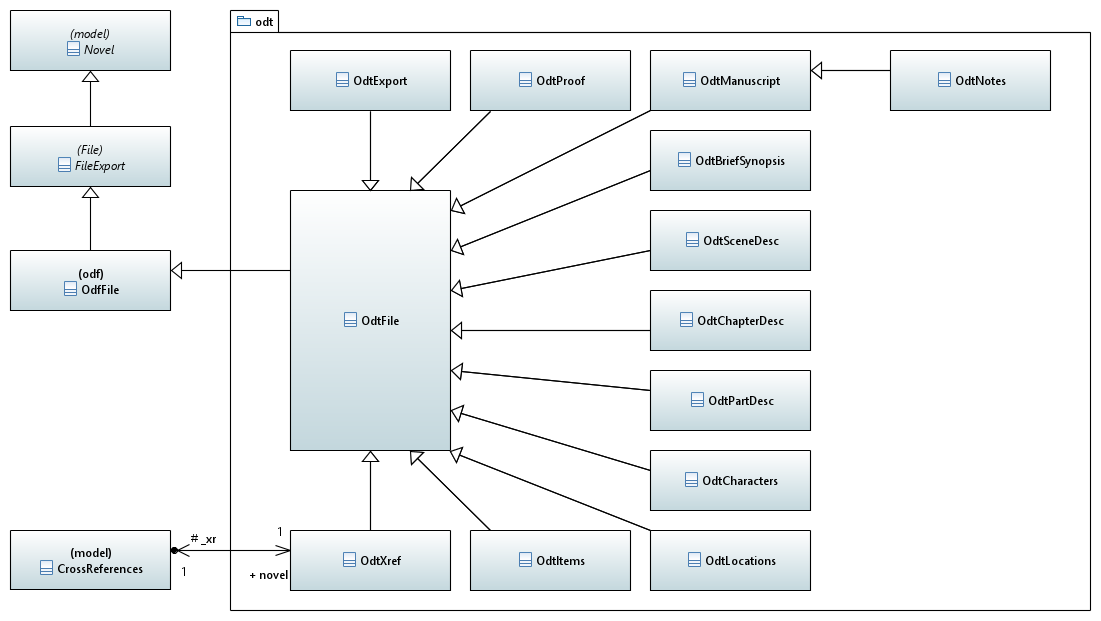 (model)
Novel
odt
OdtExport
OdtProof
OdtManuscript
OdtNotes
(File)
FileExport
OdtBriefSynopsis
OdtSceneDesc
(odf)
OdfFile
OdtFile
OdtChapterDesc
OdtPartDesc
OdtCharacters
(model)
CrossReferences
# _xr
1
1
+ novel
OdtXref
OdtItems
OdtLocations